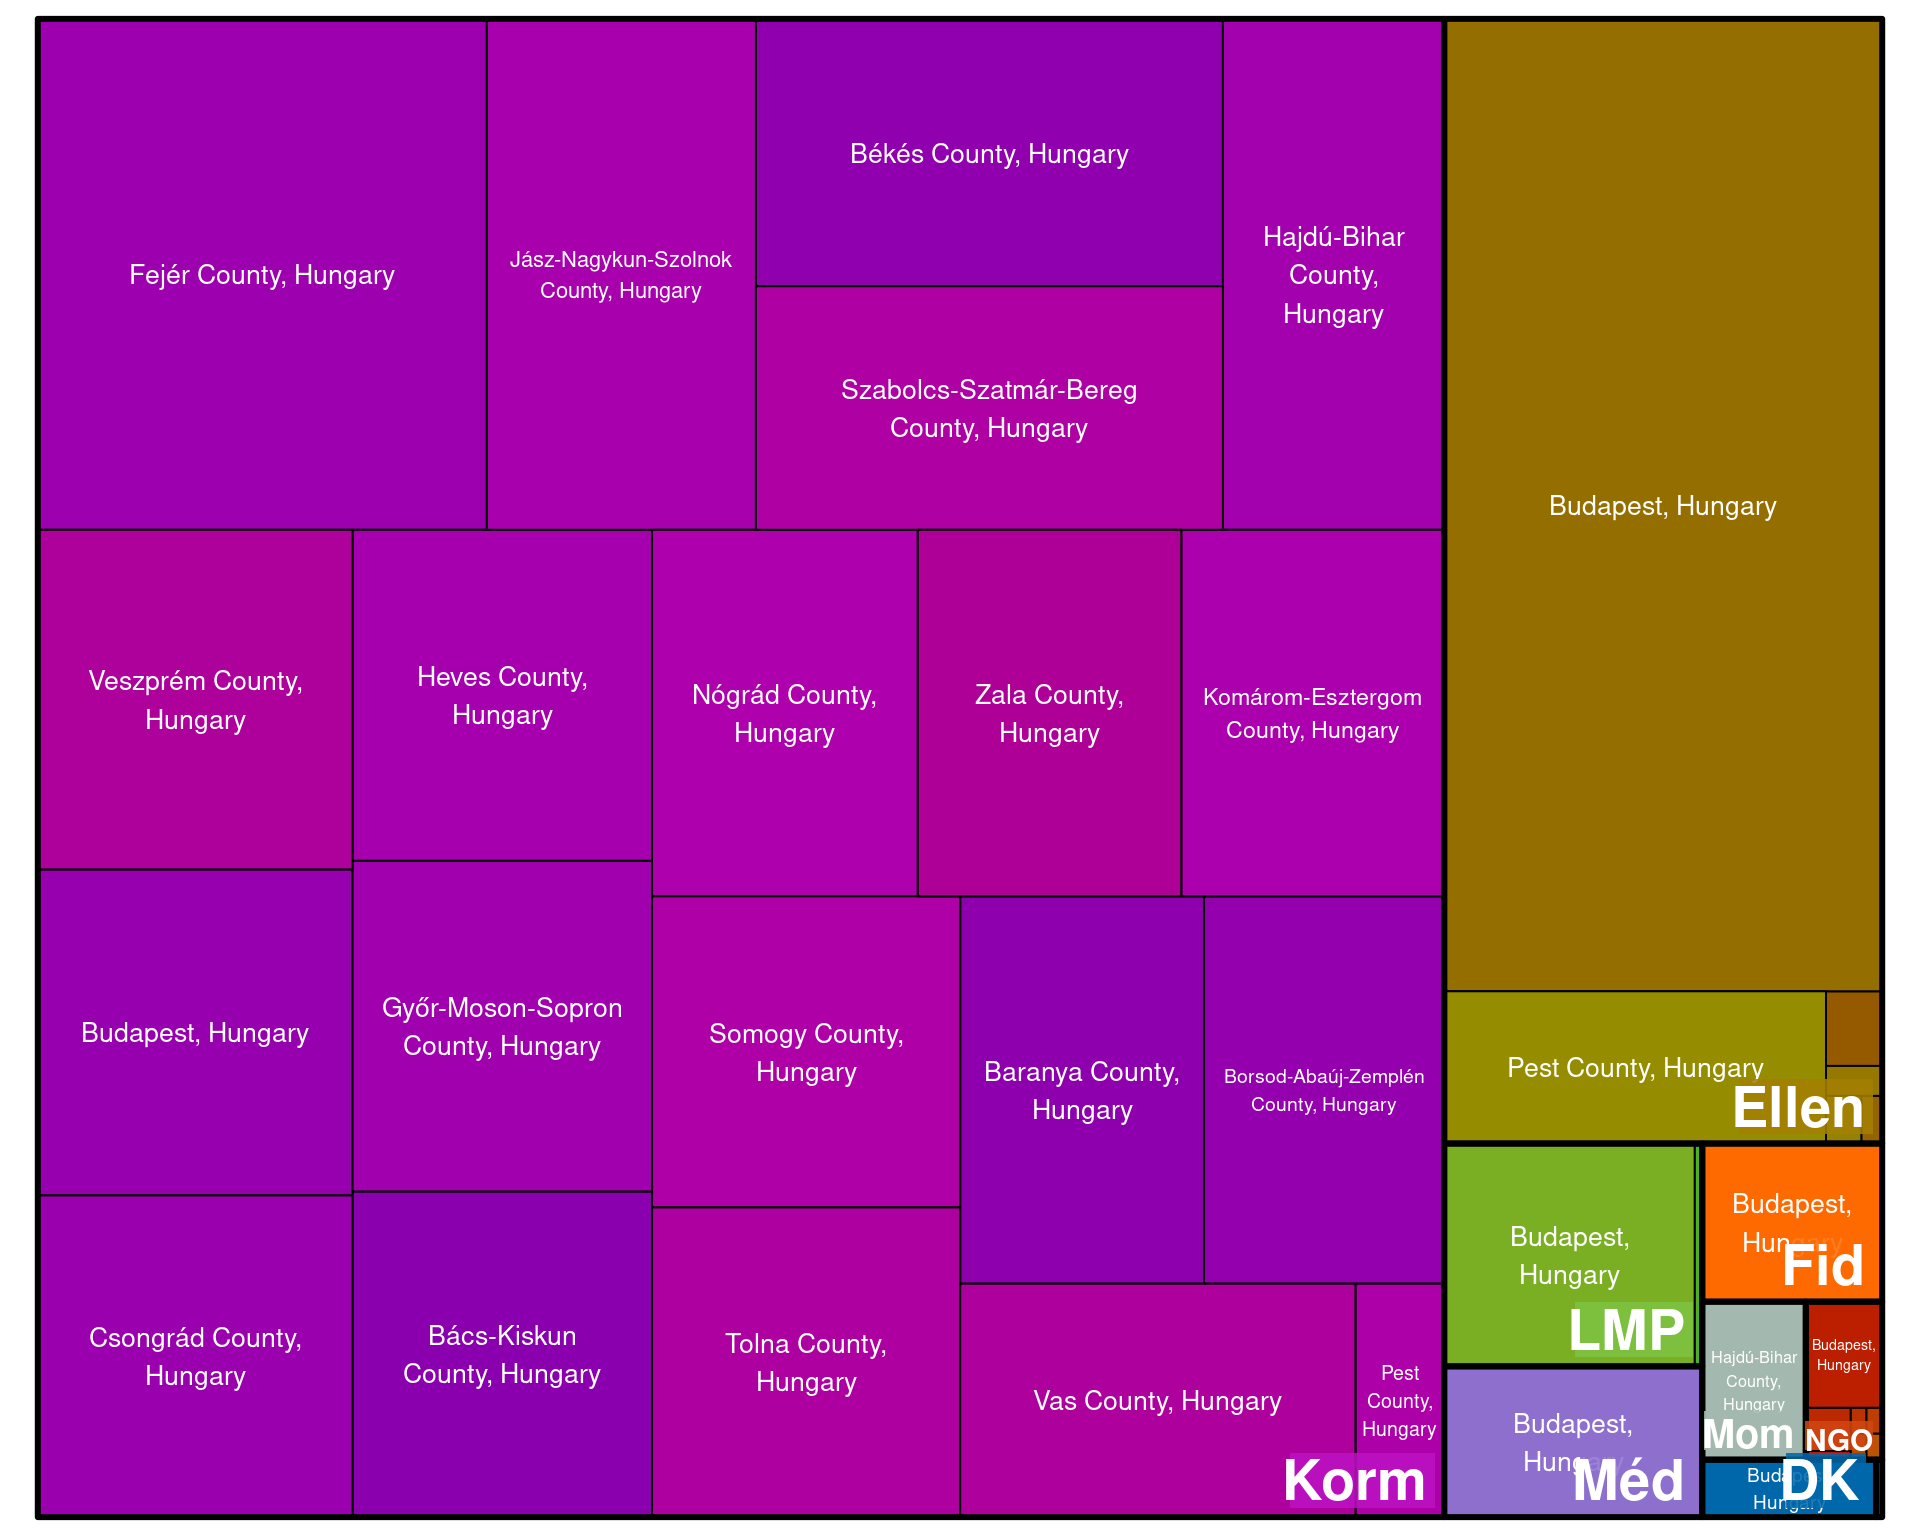 Fejér County, Hungary
Jász-Nagykun-Szolnok
County, Hungary
Békés County, Hungary
Szabolcs-Szatmár-Bereg
County, Hungary
Hajdú-Bihar
County,
Hungary
Veszprém County,
Hungary
Heves County,
Hungary
Nógrád County,
Hungary
Zala County,
Hungary
Komárom-Esztergom
County, Hungary
Budapest, Hungary
Győr-Moson-Sopron
County, Hungary
Somogy County,
Hungary
Baranya County,
Hungary
Borsod-Abaúj-Zemplén
County, Hungary
Csongrád County,
Hungary
Bács-Kiskun
County, Hungary
Tolna County,
Hungary
Vas County, Hungary
Pest
County,
Hungary
Korm
Budapest, Hungary
Pest County, Hungary
Ellen
Budapest,
Hungary
LMP
Budapest,
Hungary
Fid
Budapest,
Hungary
Méd
Hajdú-Bihar
County,
Hungary
Mom
Budapest,
Hungary
NGO
Budapest,
Hungary
DK